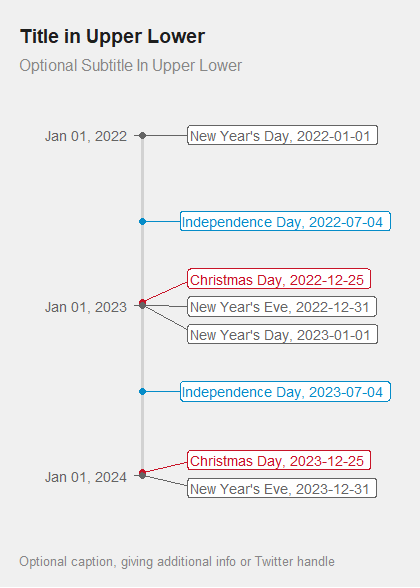 Title in Upper Lower
Optional Subtitle In Upper Lower
Jan 01, 2022
New Year's Day, 2022-01-01
Independence Day, 2022-07-04
Christmas Day, 2022-12-25
Jan 01, 2023
New Year's Eve, 2022-12-31
New Year's Day, 2023-01-01
Independence Day, 2023-07-04
Christmas Day, 2023-12-25
Jan 01, 2024
New Year's Eve, 2023-12-31
Optional caption, giving additional info or Twitter handle